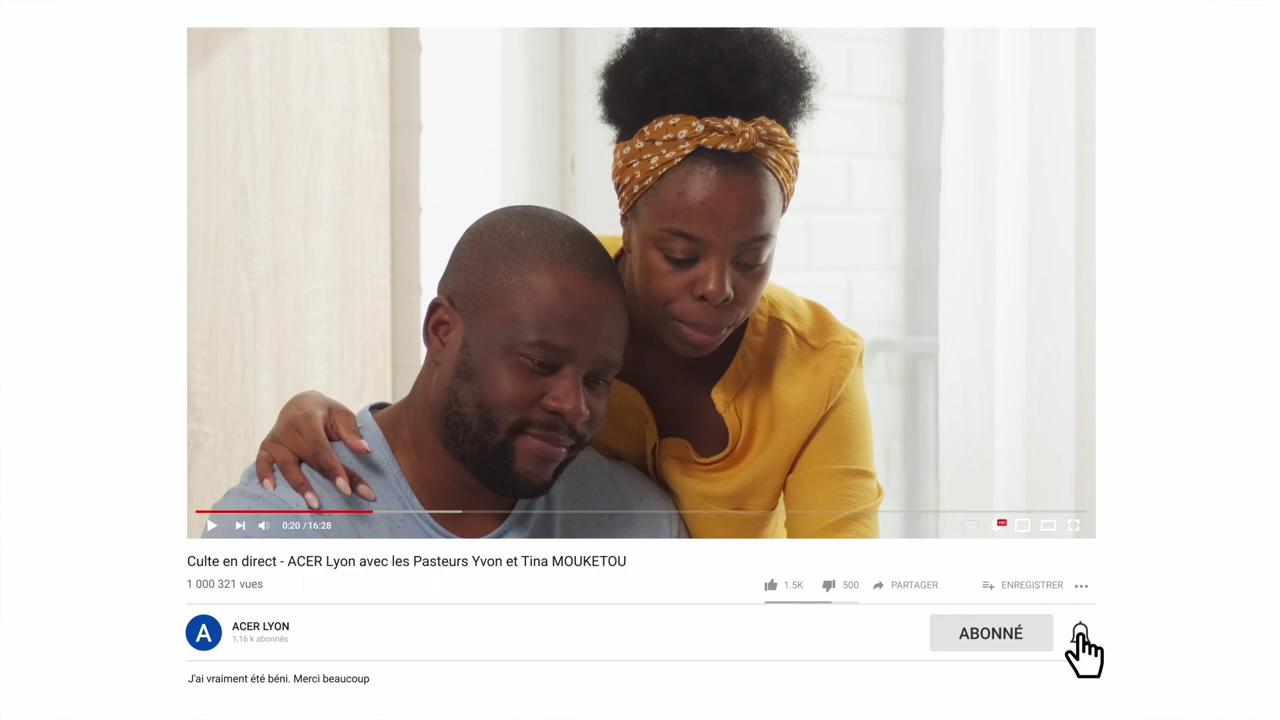 HD
0:20 / 16:28
Culte en direct - ACER Lyon avec les Pasteurs Yvon et Tina MOUKETOU
1 000 321 vues
1.5K 500 PARTAGER ENREGISTRER
A
ACER LYON
1,16 k abonnés
ABONNÉ
J'ai vraiment été béni. Merci beaucoup